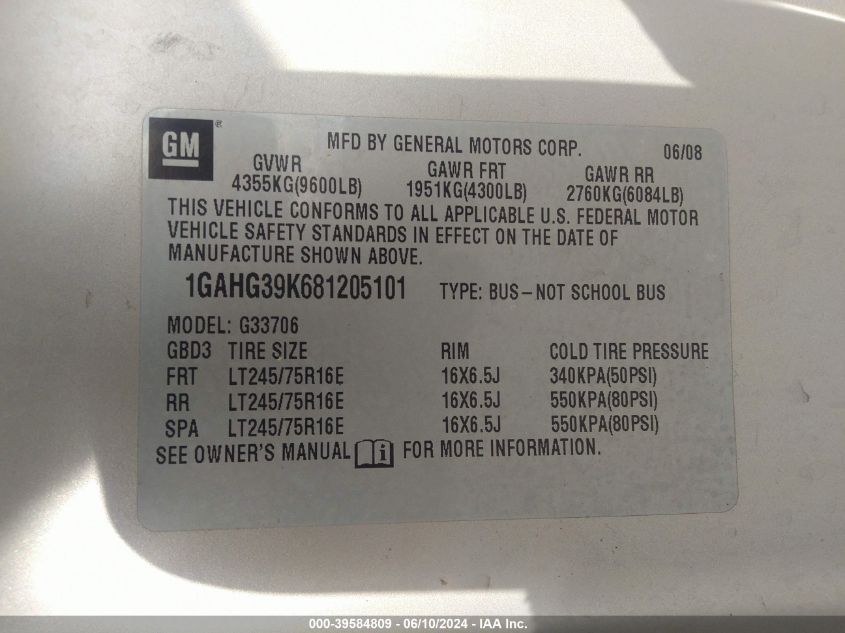 GM ®
MFD BY GENERAL MOTORS CORP. 06/08
GVWR GAWR FRT GAWR RR
4355KG(9600LB) 1951KG(4300LB) 2760KG(6084LB)
THIS VEHICLE CONFORMS TO ALL APPLICABLE U.S. FEDERAL MOTOR
VEHICLE SAFETY STANDARDS IN EFFECT ON THE DATE OF
MANUFACTURE SHOWN ABOVE.
1GAHG39K681205101 TYPE: BUS–NOT SCHOOL BUS
MODEL: G33706
GBD3 TIRE SIZE RIM COLD TIRE PRESSURE
FRT LT245/75R16E 16X6.5J 340KPA(50PSI)
RR LT245/75R16E 16X6.5J 550KPA(80PSI)
SPA LT245/75R16E 16X6.5J 550KPA(80PSI)
SEE OWNER'S MANUAL i FOR MORE INFORMATION.
000-39584809 - 06/10/2024 - IAA Inc.